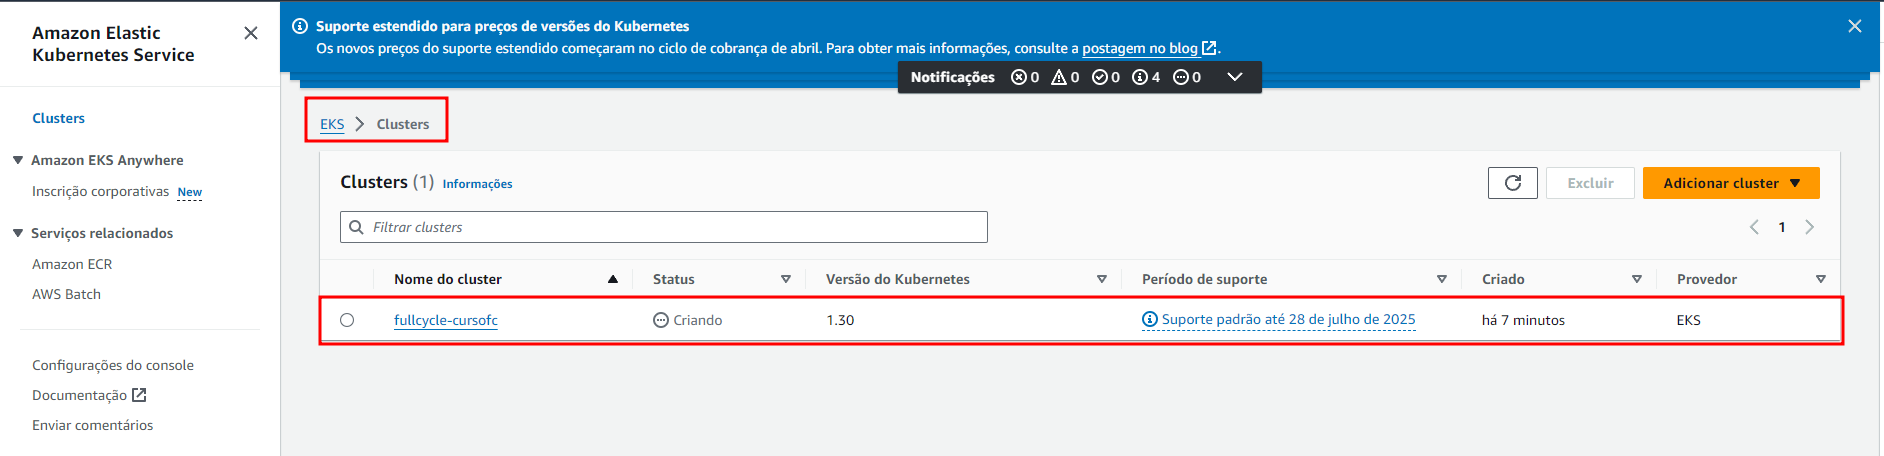 Amazon Elastic
Kubernetes Service
Clusters
Amazon EKS Anywhere
Inscrição corporativas New
Serviços relacionados
Amazon ECR
AWS Batch
Configurações do console
Documentação
Enviar comentários
Suporte estendido para preços de versões do Kubernetes
Os novos preços do suporte estendido começaram no ciclo de cobrança de abril. Para obter mais informações, consulte a postagem no blog.
Notificações 0 0 0 4 0
EKS Clusters
Clusters (1) Informações
Excluir Adicionar cluster
Filtrar clusters
1
Nome do cluster Status Versão do Kubernetes Período de suporte Criado Provedor
fullcycle-cursofc Criando 1.30 Suporte padrão até 28 de julho de 2025 há 7 minutos EKS